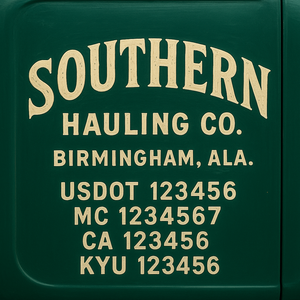 SOUTHERN
HAULING CO.
BIRMINGHAM, ALA.
USDOT 123456
MC 1234567
CA 123456
KYU 123456